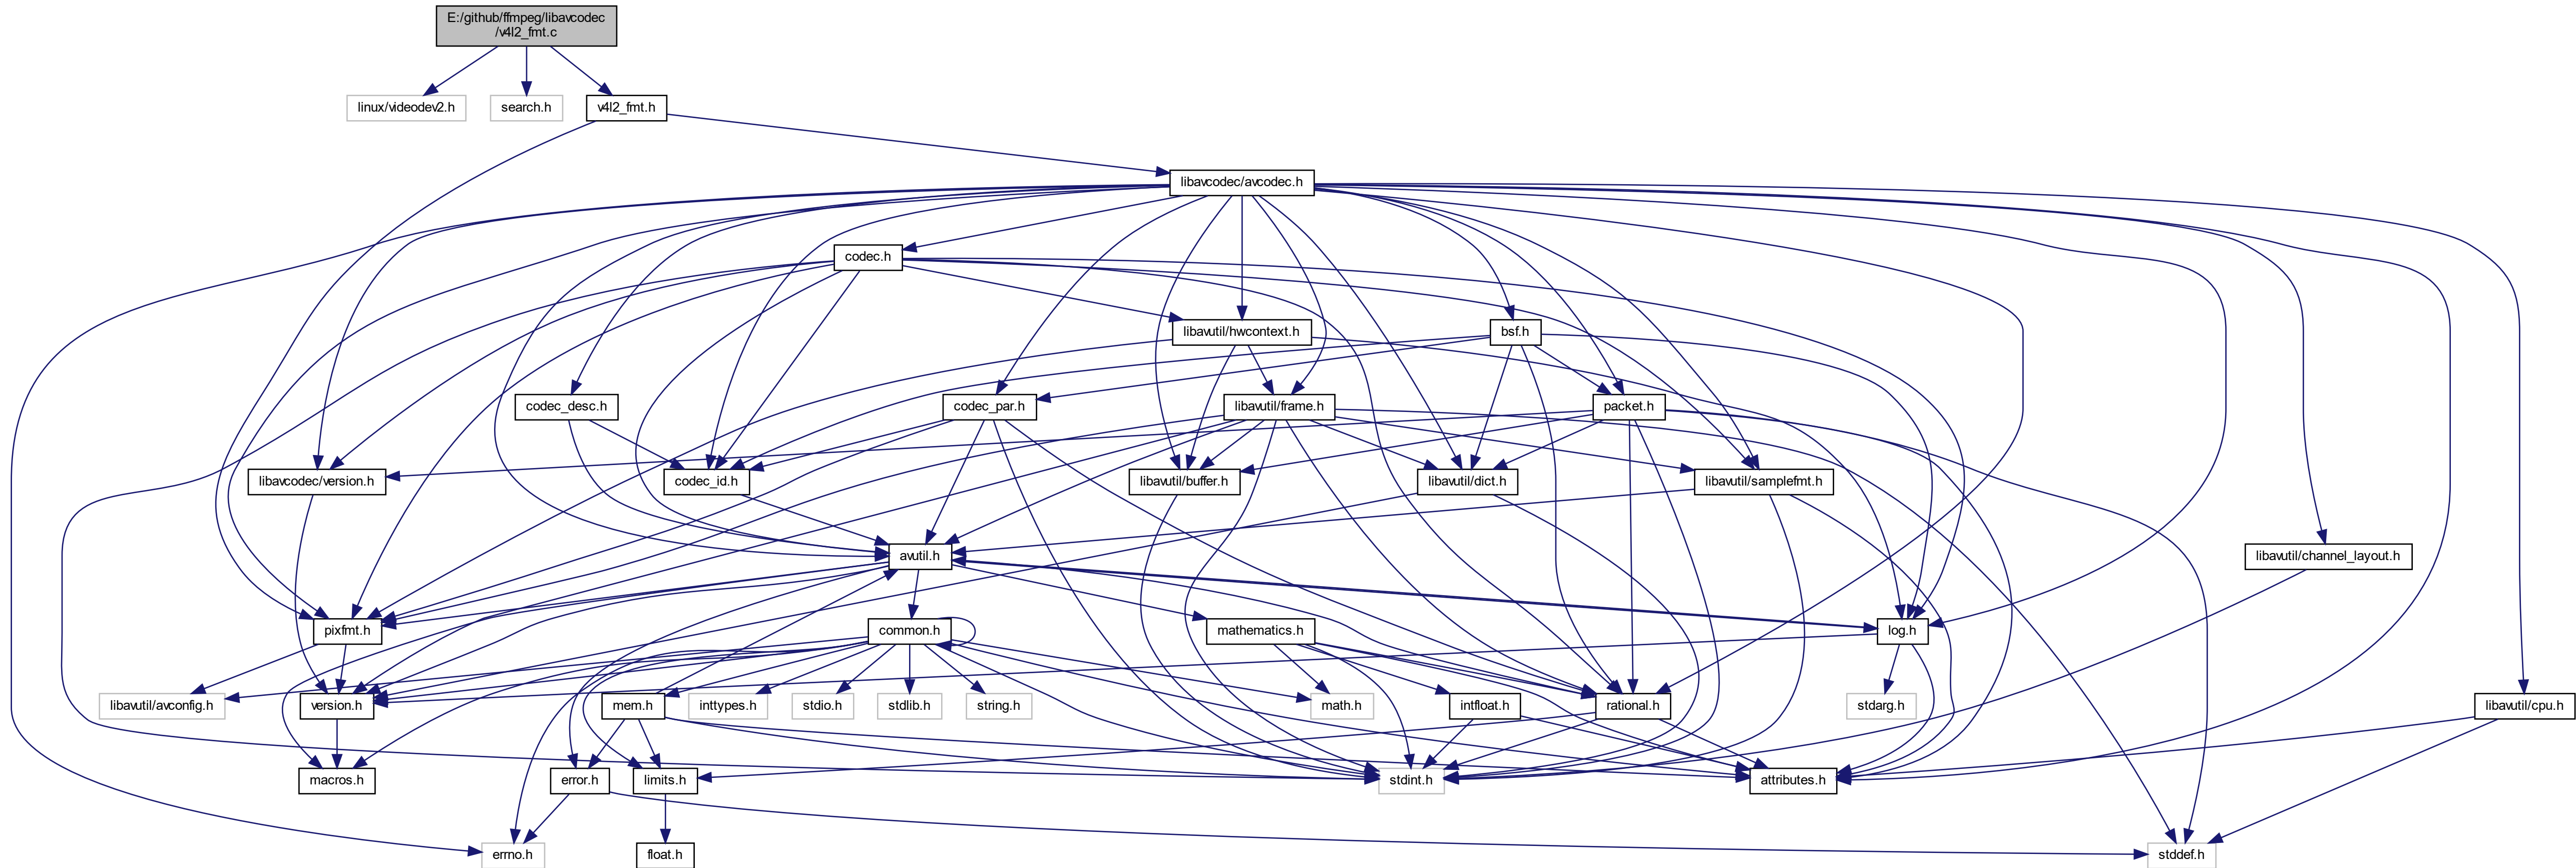 E:/github/ffmpeg/libavcodec
/v4l2_fmt.c
linux/videodev2.h
search.h
v4l2_fmt.h
libavcodec/avcodec.h
codec.h
libavutil/hwcontext.h
bsf.h
codec_desc.h
codec_par.h
libavutil/frame.h
packet.h
libavcodec/version.h
codec_id.h
libavutil/buffer.h
libavutil/dict.h
libavutil/samplefmt.h
avutil.h
libavutil/channel_layout.h
pixfmt.h
common.h
mathematics.h
log.h
libavutil/avconfig.h
version.h
mem.h
inttypes.h
stdio.h
stdlib.h
string.h
math.h
intfloat.h
rational.h
stdarg.h
libavutil/cpu.h
macros.h
error.h
limits.h
stdint.h
attributes.h
errno.h
float.h
stddef.h